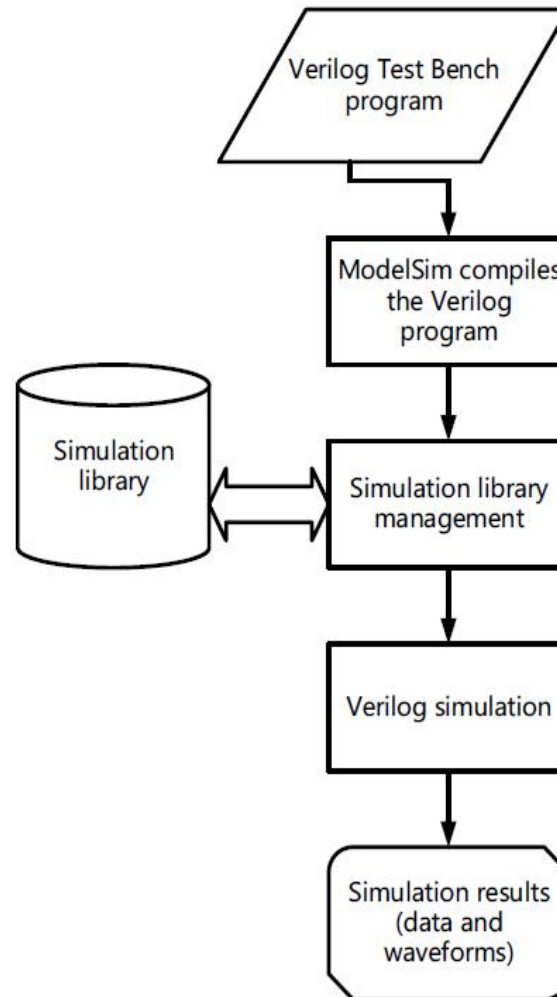 Verilog Test Bench
program
ModelSim compiles
the Verilog
program
Simulation
library
Simulation library
management
Verilog simulation
Simulation results
(data and
waveforms)